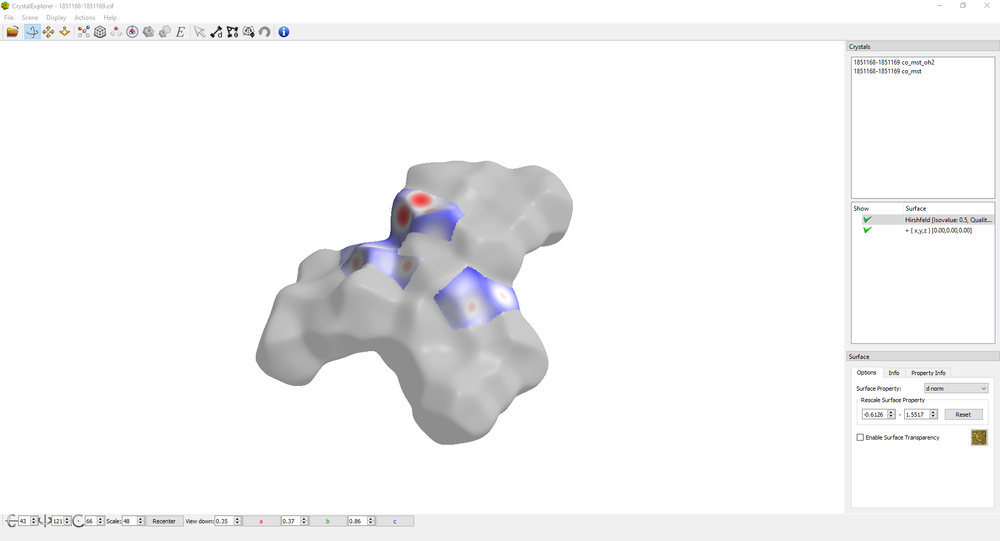 CrystalExplorer - 1851168-1851169.cif
File Scene Display Actions Help
E d θ i
Crystals
1851168-1851169 co_mst_oh2
1851168-1851169 co_mst
Show Surface
Hirshfeld [Isovalue: 0.5, Qualit...
+ { x,y,z } [0.00,0.00,0.00]
Surface
Options Info Property Info
Surface Property: d norm
Rescale Surface Property
-0.6126 - 1.5517 Reset
Enable Surface Transparency
43 121 66 Scale: 48 Recenter View down: 0.35 a 0.37 b 0.86 c